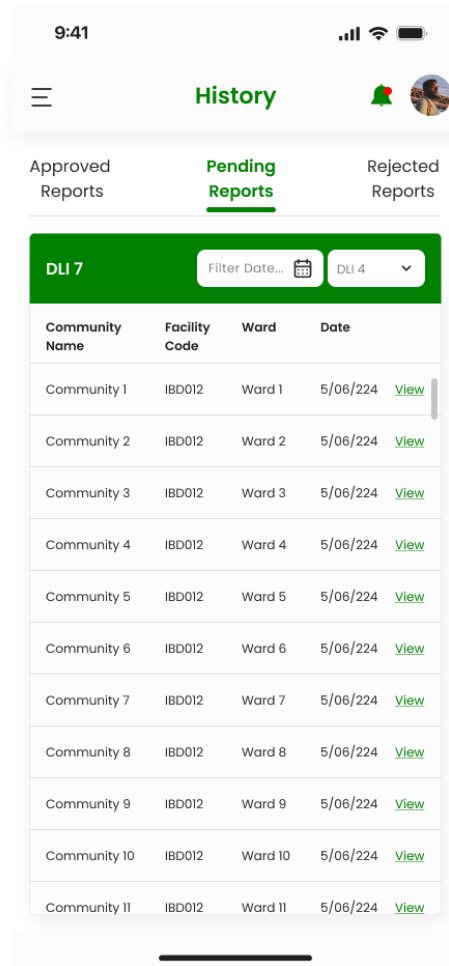 9:41
History
Approved Reports
Pending Reports
Rejected Reports
DLI 7 Filter Date... DLI 4
Community Name Facility Code Ward Date
Community 1 IBD012 Ward 1 5/06/224 View
Community 2 IBD012 Ward 2 5/06/224 View
Community 3 IBD012 Ward 3 5/06/224 View
Community 4 IBD012 Ward 4 5/06/224 View
Community 5 IBD012 Ward 5 5/06/224 View
Community 6 IBD012 Ward 6 5/06/224 View
Community 7 IBD012 Ward 7 5/06/224 View
Community 8 IBD012 Ward 8 5/06/224 View
Community 9 IBD012 Ward 9 5/06/224 View
Community 10 IBD012 Ward 10 5/06/224 View
Community 11 IBD012 Ward 11 5/06/224 View